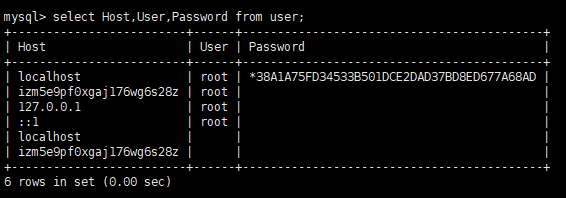 mysql> select Host,User,Password from user;
+-------------------------+------+-------------------------------------------+
| Host | User | Password |
+-------------------------+------+-------------------------------------------+
| localhost | root | *38A1A75FD34533B501DCE2DAD37BD8ED677A68AD |
| izm5e9pf0xgaj176wg6s28z | root | |
| 127.0.0.1 | root | |
| ::1 | root | |
| localhost | | |
| izm5e9pf0xgaj176wg6s28z | | |
+-------------------------+------+-------------------------------------------+
6 rows in set (0.00 sec)